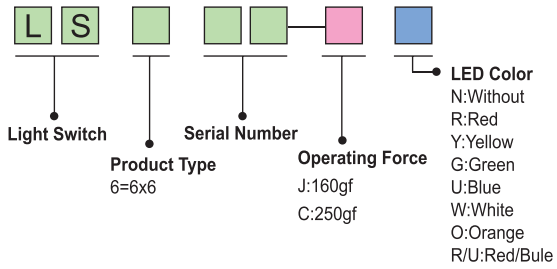 L S
Light Switch
Product Type
6=6x6
Serial Number
Operating Force
J:160gf
C:250gf
LED Color
N:Without
R:Red
Y:Yellow
G:Green
U:Blue
W:White
O:Orange
R/U:Red/Bule